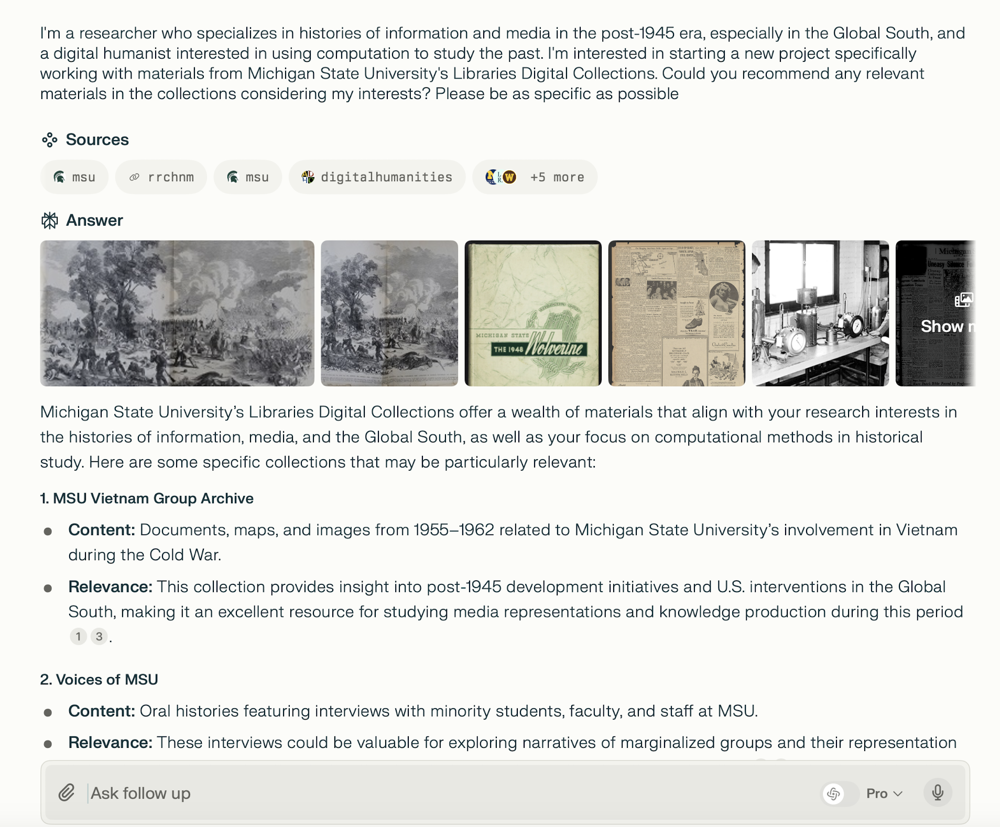 I'm a researcher who specializes in histories of information and media in the post-1945 era, especially in the Global South, and
a digital humanist interested in using computation to study the past. I'm interested in starting a new project specifically
working with materials from Michigan State University's Libraries Digital Collections. Could you recommend any relevant
materials in the collections considering my interests? Please be as specific as possible
Sources
msu
rrchnm
msu
digitalhumanities
+5 more
Answer
MICHIGAN STATE
THE 1948 Wolverine
Michigan
Uneasy Silence
Show
Michigan State University’s Libraries Digital Collections offer a wealth of materials that align with your research interests in
the histories of information, media, and the Global South, as well as your focus on computational methods in historical
study. Here are some specific collections that may be particularly relevant:
1. MSU Vietnam Group Archive
Content: Documents, maps, and images from 1955–1962 related to Michigan State University’s involvement in Vietnam
during the Cold War.
Relevance: This collection provides insight into post-1945 development initiatives and U.S. interventions in the Global
South, making it an excellent resource for studying media representations and knowledge production during this period
1 3 .
2. Voices of MSU
Content: Oral histories featuring interviews with minority students, faculty, and staff at MSU.
Relevance: These interviews could be valuable for exploring narratives of marginalized groups and their representation
Ask follow up
Pro